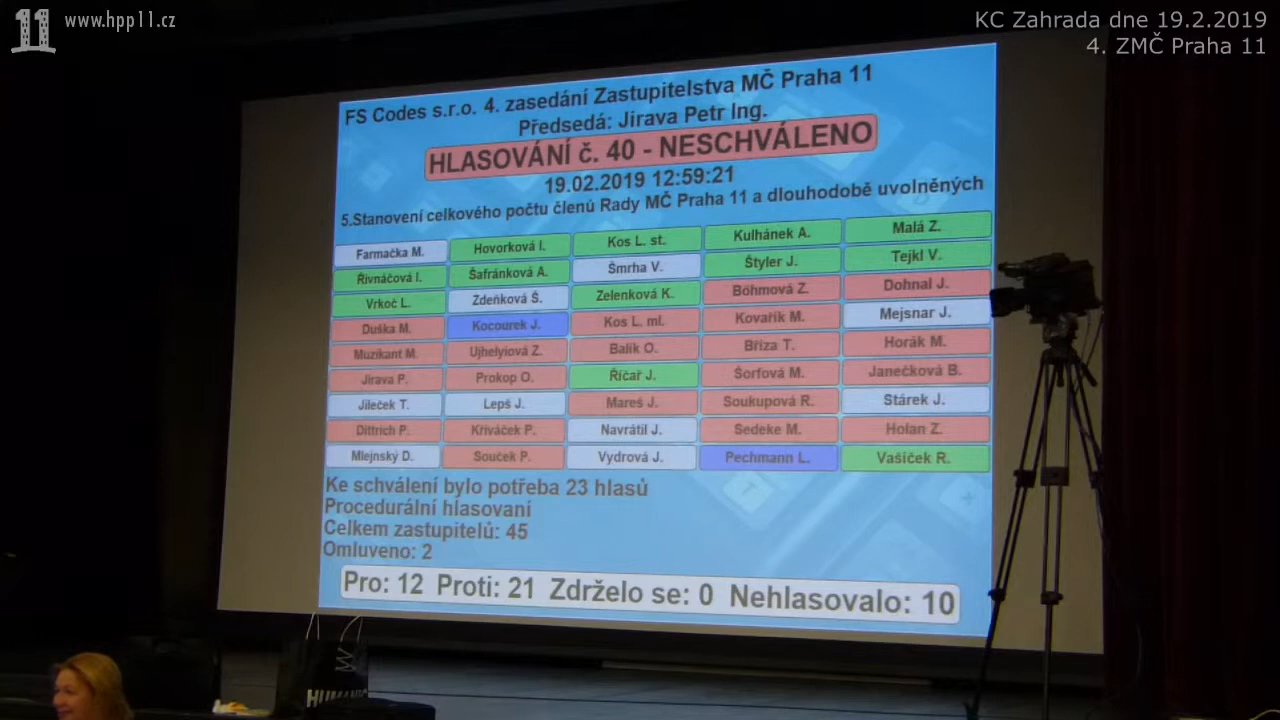 11 www.hpp11.cz
KC Zahrada dne 19.2.2019
4. ZMČ Praha 11
FS Codes s.r.o. 4. zasedání Zastupitelstva MČ Praha 11
Předsedá: Jirava Petr Ing.
HLASOVÁNÍ č. 40 - NESCHVÁLENO
19.02.2019 12:59:21
5.Stanovení celkového počtu členů Rady MČ Praha 11 a dlouhodobě uvolněných
Farmačka M. Hovorková I. Kos L. st. Kulhánek A. Malá Z.
Řivnáčová I. Šafránková A. Šmrha V. Štyler J. Tejkl V.
Vrkoč L. Zdeňková Š. Zelenková K. Böhmová Z. Dohnal J.
Duška M. Kocourek J. Kos L. ml. Kovařík M. Mejsnar J.
Muzikant M. Ujhelyiová Z. Balík O. Bříza T. Horák M.
Jirava P. Prokop O. Říčař J. Šorfová M. Janečková B.
Jileček T. Lepš J. Mareš J. Soukupová R. Stárek J.
Dittrich P. Křiváček P. Navrátil J. Sedeke M. Holan Z.
Mlejnský D. Souček P. Vydrová J. Pechmann L. Vašíček R.
Ke schválení bylo potřeba 23 hlasů
Procedurální hlasovaní
Celkem zastupitelů: 45
Omluveno: 2
Pro: 12 Proti: 21 Zdrželo se: 0 Nehlasovalo: 10